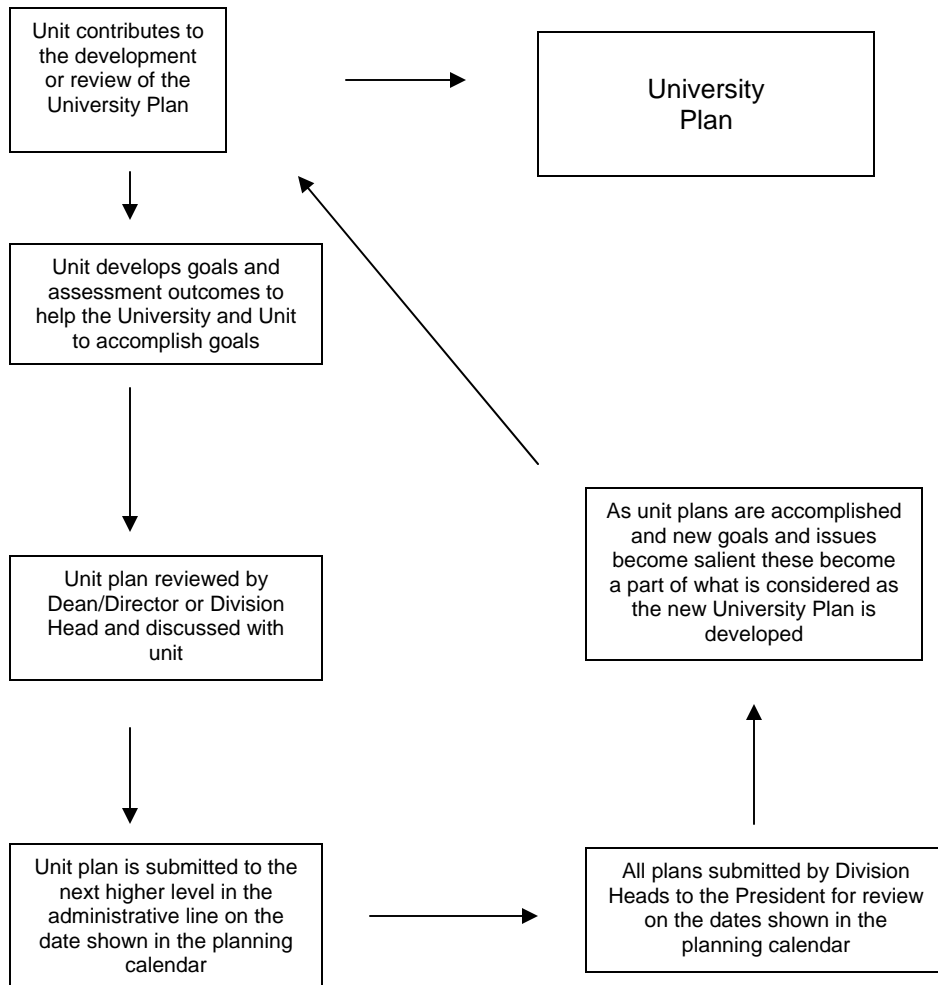 Unit contributes to
the development
or review of the
University Plan
University
Plan
Unit develops goals and
assessment outcomes to
help the University and Unit
to accomplish goals
Unit plan reviewed by
Dean/Director or Division
Head and discussed with
unit
As unit plans are accomplished
and new goals and issues
become salient these become
a part of what is considered as
the new University Plan is
developed
Unit plan is submitted to the
next higher level in the
administrative line on the
date shown in the planning
calendar
All plans submitted by Division
Heads to the President for review
on the dates shown in the
planning calendar